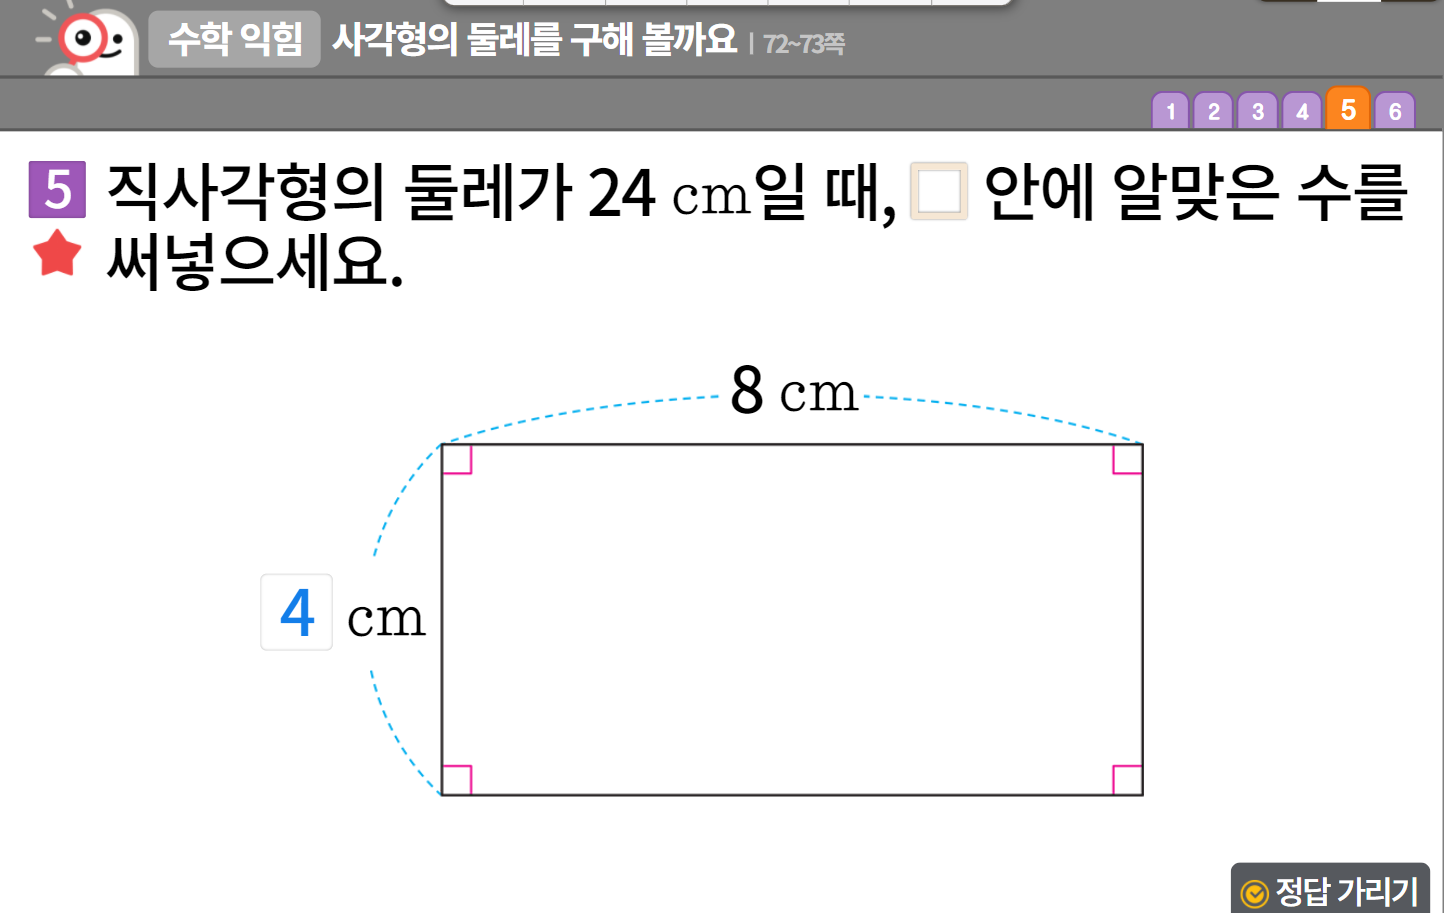 수학 익힘 사각형의 둘레를 구해 볼까요 | 72~73쪽
1 2 3 4 5 6
5 직사각형의 둘레가 24 cm일 때, □ 안에 알맞은 수를
써넣으세요.
8 cm
4 cm
정답 가리기